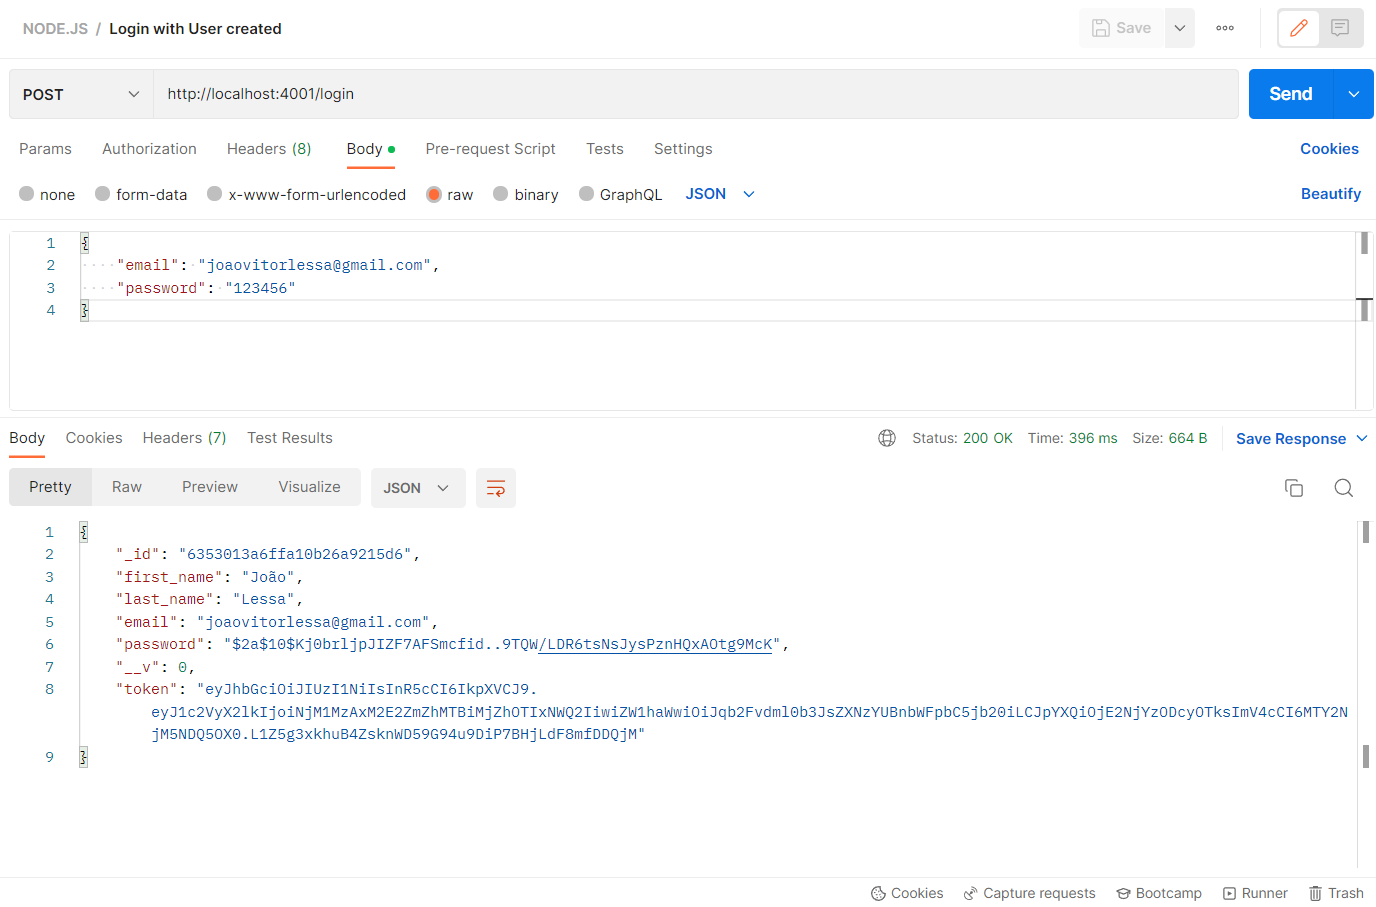 NODE.JS / Login with User created
Save
POST http://localhost:4001/login Send
Params Authorization Headers (8) Body Pre-request Script Tests Settings Cookies
none form-data x-www-form-urlencoded raw binary GraphQL JSON Beautify
1 {
2 "email": "joaovitorlessa@gmail.com",
3 "password": "123456"
4 }
Body Cookies Headers (7) Test Results Status: 200 OK Time: 396 ms Size: 664 B Save Response
Pretty Raw Preview Visualize JSON
1 {
2 "_id": "6353013a6ffa10b26a9215d6",
3 "first_name": "João",
4 "last_name": "Lessa",
5 "email": "joaovitorlessa@gmail.com",
6 "password": "$2a$10$Kj0brljpJIZF7AFSmcfid..9TQW/LDR6tsNsJysPznHQxAOtg9McK",
7 "__v": 0,
8 "token": "eyJhbGciOiJIUzI1NiIsInR5cCI6IkpXVCJ9.
eyJ1c2VyX2lkIjoiNjM1MzAxM2E2ZmZhMTBiMjZhOTIxNWQ2IiwiZW1haWwiOiJqb2Fvdml0b3JsZXNzYUBnbWFpbC5jb20iLCJpYXQiOjE2NjYzODcyOTksImV4cCI6MTY2N
jM5NDQ5OX0.L1Z5g3xkhuB4ZsknWD59G94u9DiP7BHjLdF8mfDDQjM"
9 }
Cookies Capture requests Bootcamp Runner Trash